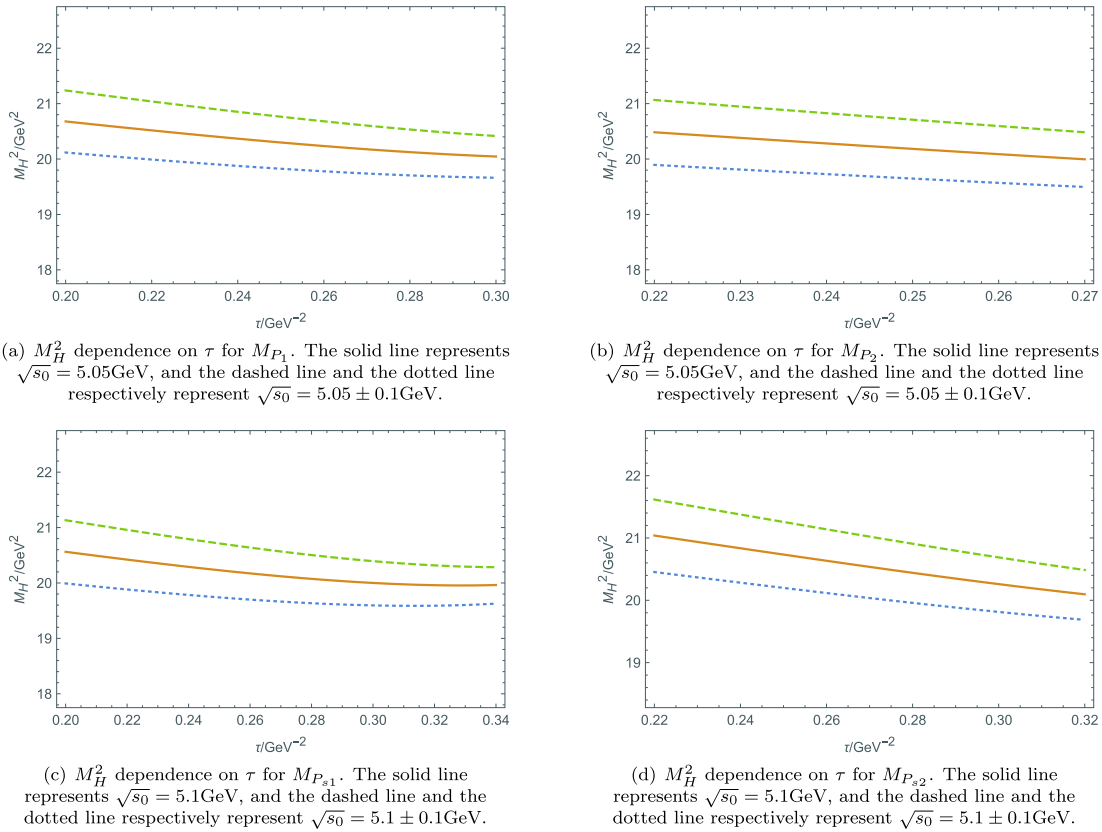 22
21
20
19
18
M_H^2/GeV^2
0.20 0.22 0.24 0.26 0.28 0.30
τ/GeV^−2
(a) M_H^2 dependence on τ for M_{P_1}. The solid line represents
√s_0 = 5.05GeV, and the dashed line and the dotted line
respectively represent √s_0 = 5.05 ± 0.1GeV.
22
21
20
19
18
M_H^2/GeV^2
0.22 0.23 0.24 0.25 0.26 0.27
τ/GeV^−2
(b) M_H^2 dependence on τ for M_{P_2}. The solid line represents
√s_0 = 5.05GeV, and the dashed line and the dotted line
respectively represent √s_0 = 5.05 ± 0.1GeV.
22
21
20
19
18
M_H^2/GeV^2
0.20 0.22 0.24 0.26 0.28 0.30 0.32 0.34
τ/GeV^−2
(c) M_H^2 dependence on τ for M_{P_{s1}}. The solid line
represents √s_0 = 5.1GeV, and the dashed line and the
dotted line respectively represent √s_0 = 5.1 ± 0.1GeV.
22
21
20
19
M_H^2/GeV^2
0.22 0.24 0.26 0.28 0.30 0.32
τ/GeV^−2
(d) M_H^2 dependence on τ for M_{P_{s2}}. The solid line
represents √s_0 = 5.1GeV, and the dashed line and the
dotted line respectively represent √s_0 = 5.1 ± 0.1GeV.